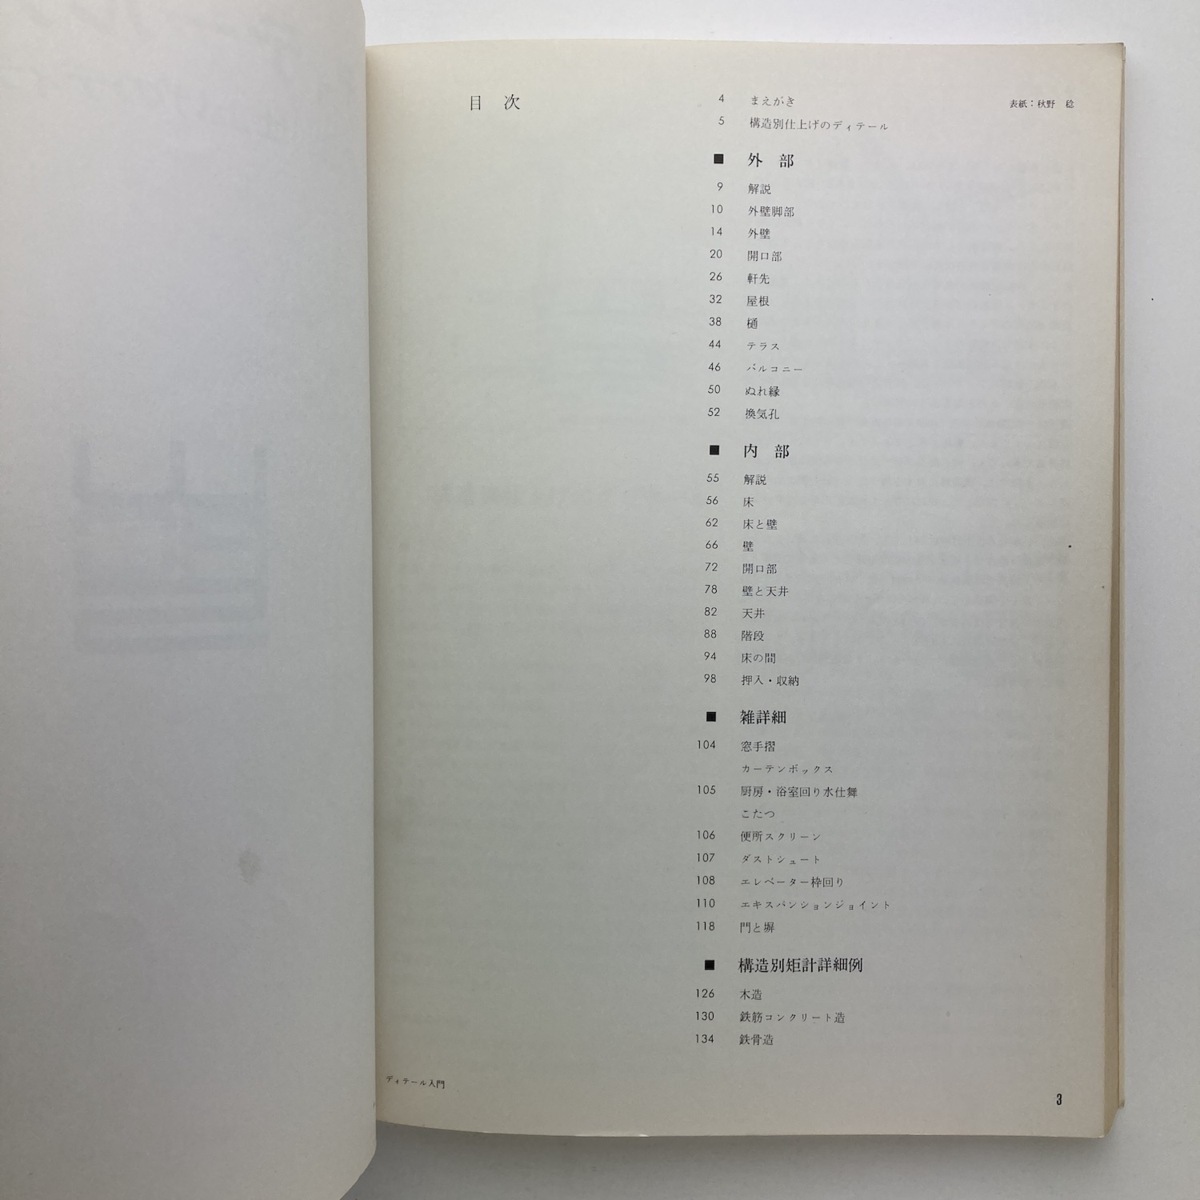 目 次
表紙:秋野 稔
4 まえがき
5 構造別仕上げのディテール
■ 外 部
9 解説
10 外壁脚部
14 外壁
20 開口部
26 軒先
32 屋根
38 樋
44 テラス
46 バルコニー
50 ぬれ縁
52 換気孔
■ 内 部
55 解説
56 床
62 床と壁
66 壁
72 開口部
78 壁と天井
82 天井
88 階段
94 床の間
98 押入・収納
■ 雑詳細
104 窓手摺
カーテンボックス
105 厨房・浴室回り水仕舞
こたつ
106 便所スクリーン
107 ダストシュート
108 エレベーター枠回り
110 エキスパンションジョイント
118 門と塀
■ 構造別矩計詳細例
126 木造
130 鉄筋コンクリート造
134 鉄骨造
ディテール入門
3